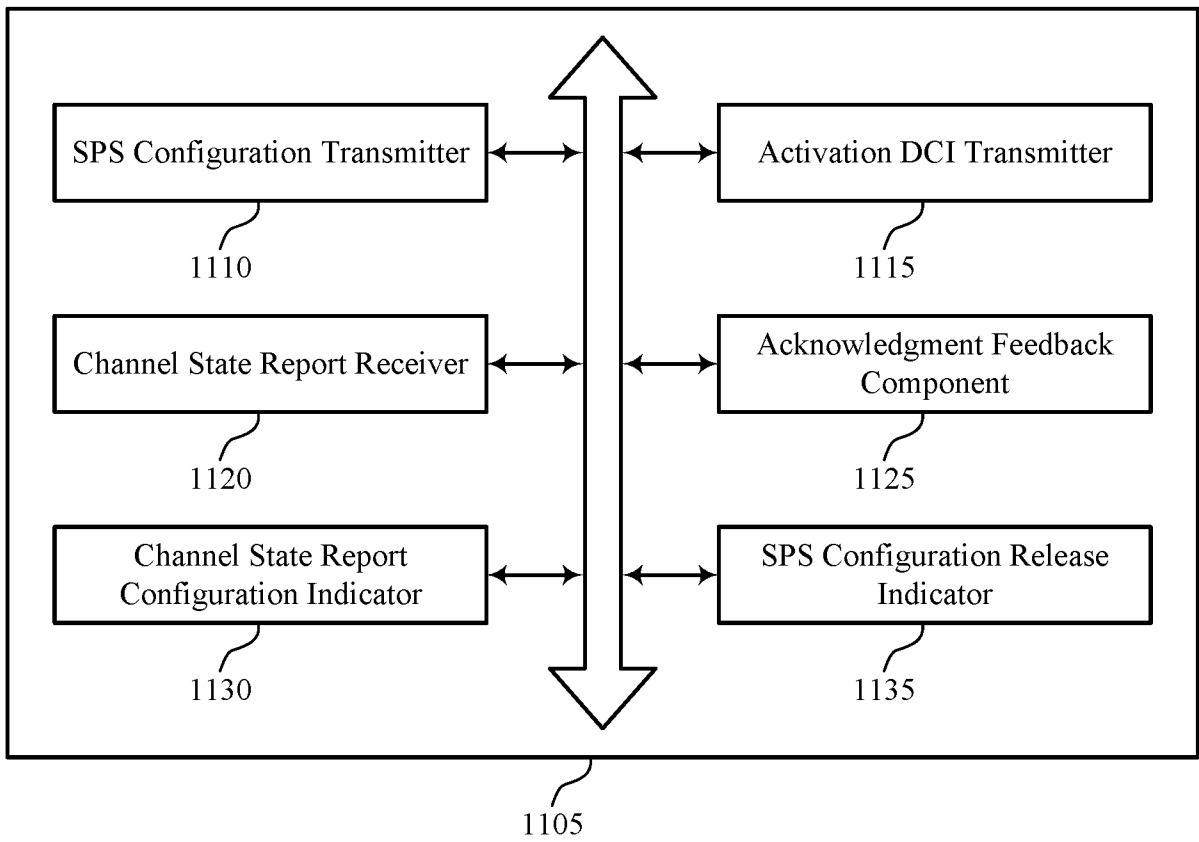 SPS Configuration Transmitter
1110
Activation DCI Transmitter
1115
Channel State Report Receiver
1120
Acknowledgment Feedback
Component
1125
Channel State Report
Configuration Indicator
1130
SPS Configuration Release
Indicator
1135
1105